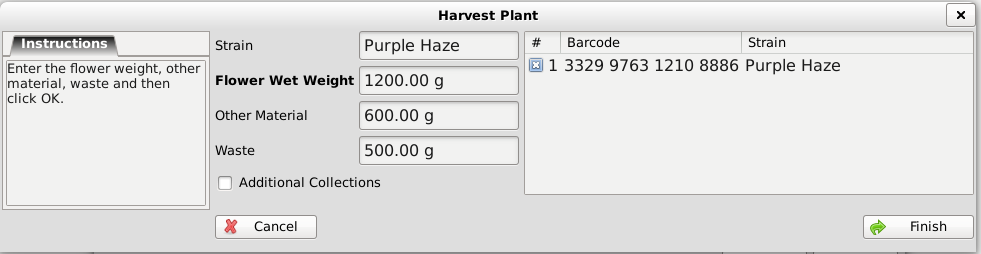 Harvest Plant
Instructions
Enter the flower weight, other
material, waste and then
click OK.
Strain Purple Haze
Flower Wet Weight 1200.00 g
Other Material 600.00 g
Waste 500.00 g
Additional Collections
# Barcode Strain
1 3329 9763 1210 8886 Purple Haze
Cancel
Finish